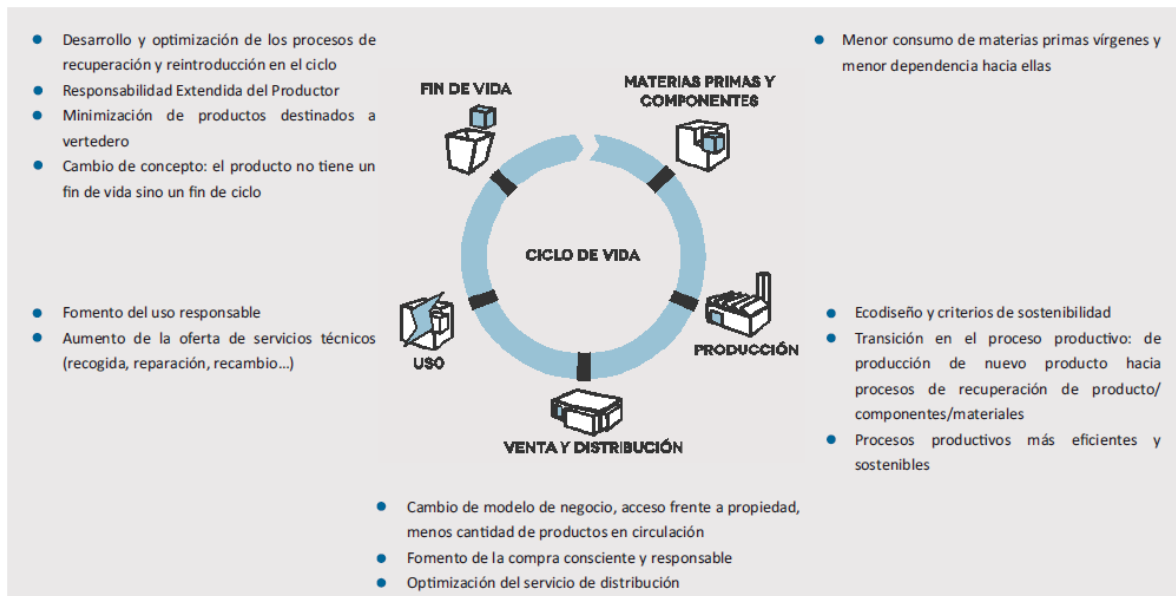 ● Desarrollo y optimización de los procesos de
recuperación y reintroducción en el ciclo
● Responsabilidad Extendida del Productor
● Minimización de productos destinados a
vertedero
● Cambio de concepto: el producto no tiene un
fin de vida sino un fin de ciclo
● Menor consumo de materias primas vírgenes y
menor dependencia hacia ellas
FIN DE VIDA
MATERIAS PRIMAS Y
COMPONENTES
CICLO DE VIDA
● Fomento del uso responsable
● Aumento de la oferta de servicios técnicos
(recogida, reparación, recambio...)
USO
PRODUCCIÓN
● Ecodiseño y criterios de sostenibilidad
● Transición en el proceso productivo: de
producción de nuevo producto hacia
procesos de recuperación de producto/
componentes/materiales
● Procesos productivos más eficientes y
sostenibles
VENTA Y DISTRIBUCIÓN
● Cambio de modelo de negocio, acceso frente a propiedad,
menos cantidad de productos en circulación
● Fomento de la compra consciente y responsable
● Optimización del servicio de distribución